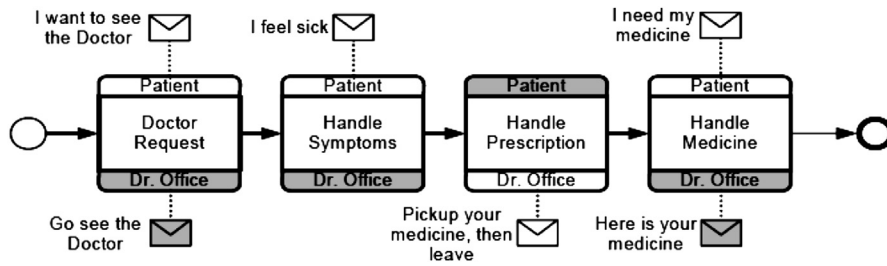 I want to see
the Doctor
I feel sick
I need my
medicine
Patient
Patient
Patient
Patient
Doctor
Request
Handle
Symptoms
Handle
Prescription
Handle
Medicine
Dr. Office
Dr. Office
Dr. Office
Dr. Office
Go see the
Doctor
Pickup your
medicine, then
leave
Here is your
medicine